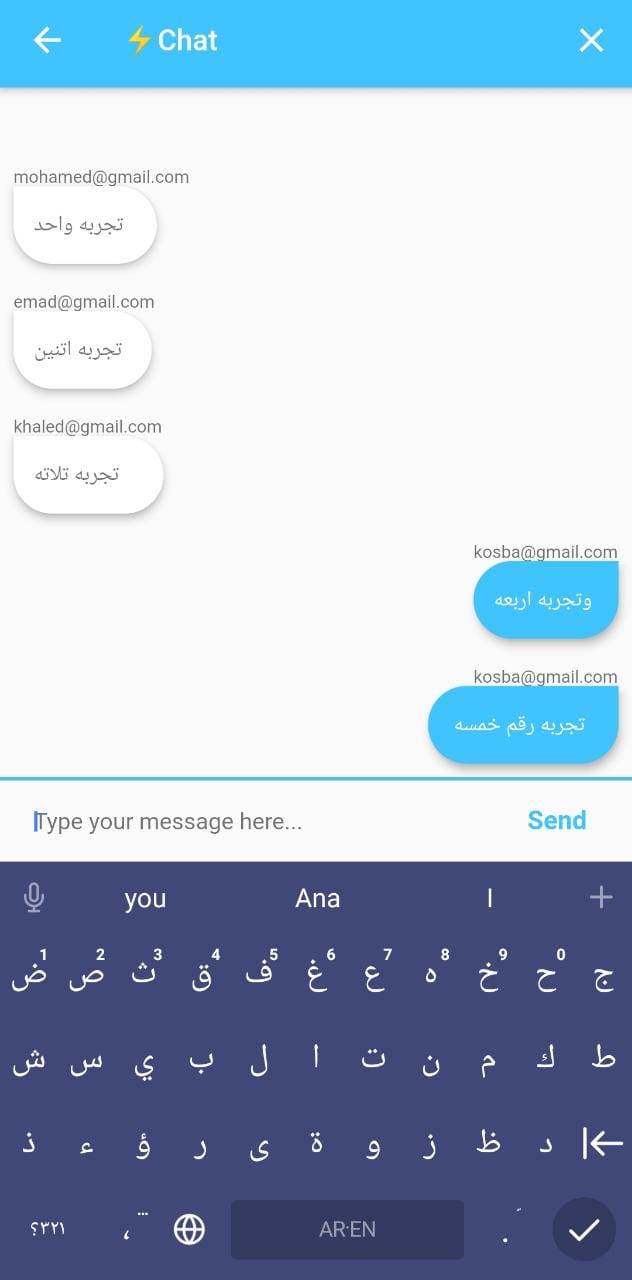 ⚡Chat
mohamed@gmail.com
تجربه واحد
emad@gmail.com
تجربه اتنين
khaled@gmail.com
تجربه تلاته
kosba@gmail.com
وتجربه اربعه
kosba@gmail.com
تجربه رقم خمسه
Type your message here... Send
you Ana I
ض1 ص2 ث3 ق4 ف5 غ6 ع7 ه8 خ9 ح0 ج
ش س ي ب ل ا ت ن م ك ط
ذ ء ؤ ر ى ة و ز ظ د
؟٣٢١ ، ... AR·EN .